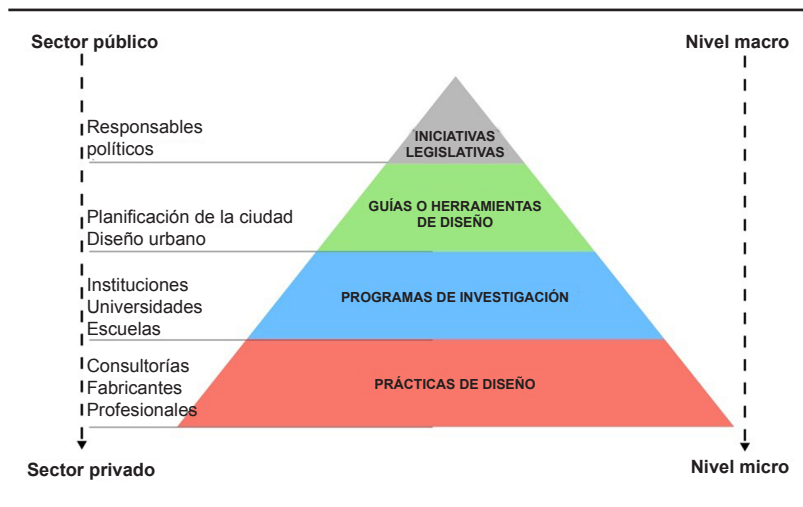 Sector público
Nivel macro
Responsables
políticos
INICIATIVAS
LEGISLATIVAS
Planificación de la ciudad
Diseño urbano
GUÍAS O HERRAMIENTAS
DE DISEÑO
Instituciones
Universidades
Escuelas
PROGRAMAS DE INVESTIGACIÓN
Consultorías
Fabricantes
Profesionales
PRÁCTICAS DE DISEÑO
Sector privado
Nivel micro